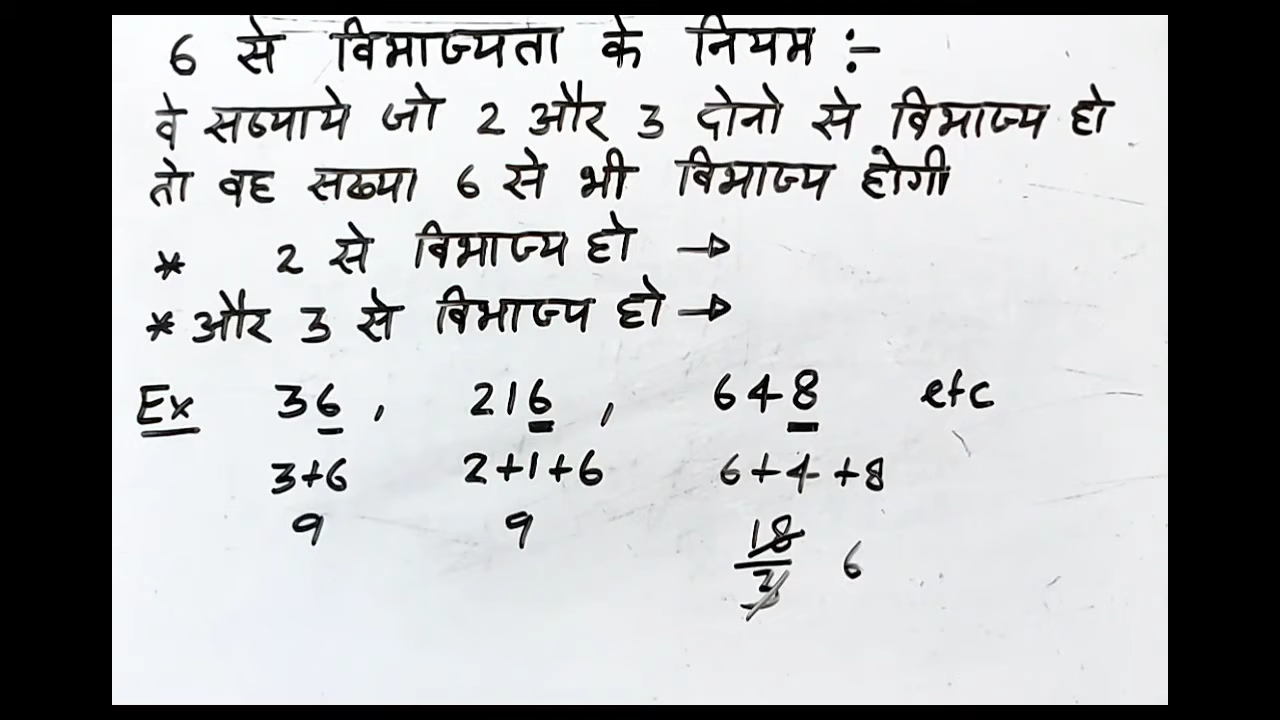 6 से विभाज्यता के नियम :-
वे सख्याये जो 2 और 3 दोनो से विभाज्य हो
तो वह सख्या 6 से भी विभाज्य होगी
* 2 से विभाज्य हो →
* और 3 से विभाज्य हो →
Ex 36 , 216 , 648 etc
3+6 2+1+6 6+4+8
9 9 18/3 6